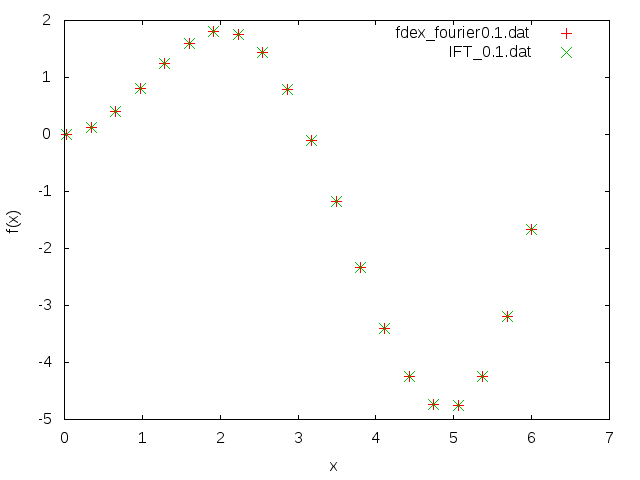 fdex_fourier0.1.dat
IFT_0.1.dat
2
1
0
-1
-2
-3
-4
-5
0 1 2 3 4 5 6 7
f(x)
x